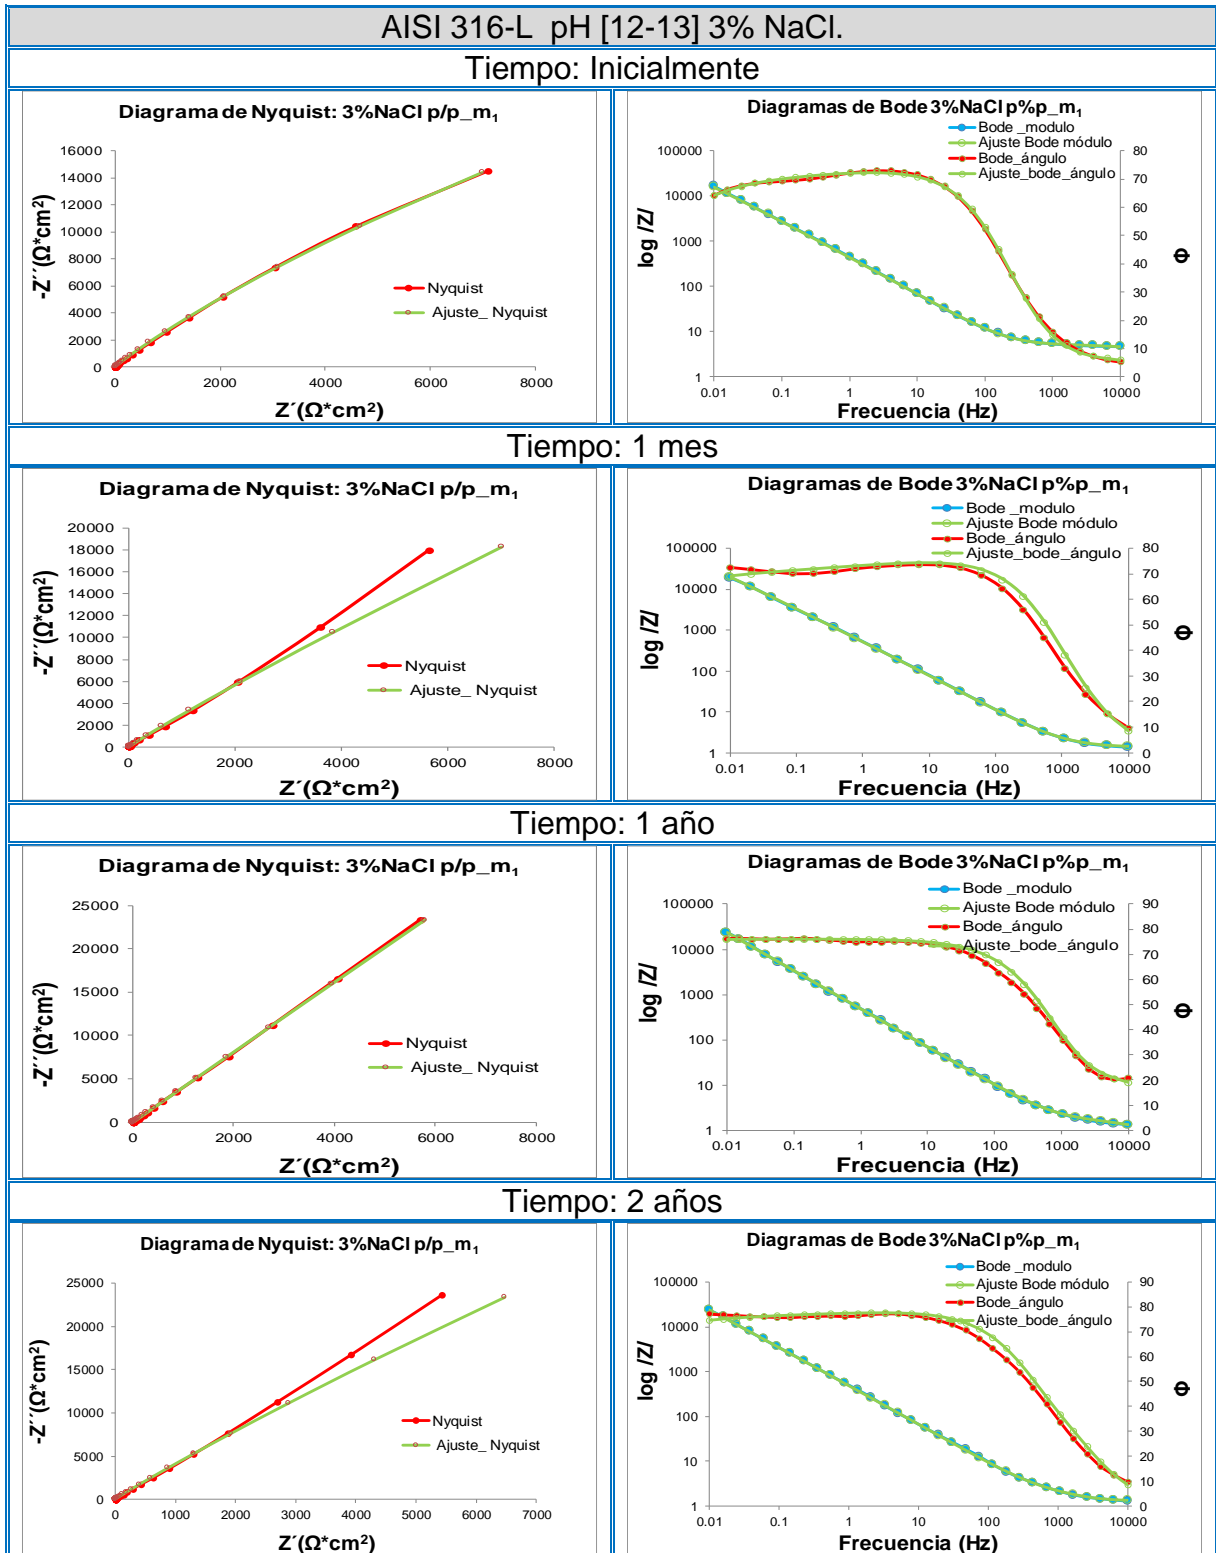 AISI 316-L pH [12-13] 3% NaCl.
Tiempo: Inicialmente
Diagrama de Nyquist: 3%NaCl p/p_m1
-Z´´(Ω*cm2)
16000
14000
12000
10000
8000
6000
4000
2000
0
0 2000 4000 6000 8000
Z´(Ω*cm2)
Nyquist
Ajuste_ Nyquist
Diagramas de Bode 3%NaCl p%p_m1
Bode _modulo
Ajuste Bode módulo
Bode_ángulo
Ajuste_bode_ángulo
log /Z/
100000
10000
1000
100
10
1
80
70
60
50
40
30
20
10
0
Φ
0.01 0.1 1 10 100 1000 10000
Frecuencia (Hz)
Tiempo: 1 mes
Diagrama de Nyquist: 3%NaCl p/p_m1
-Z´´(Ω*cm2)
20000
18000
16000
14000
12000
10000
8000
6000
4000
2000
0
0 2000 4000 6000 8000
Z´(Ω*cm2)
Nyquist
Ajuste_ Nyquist
Diagramas de Bode 3%NaCl p%p_m1
Bode _modulo
Ajuste Bode módulo
Bode_ángulo
Ajuste_bode_ángulo
log /Z/
100000
10000
1000
100
10
1
80
70
60
50
40
30
20
10
0
Φ
0.01 0.1 1 10 100 1000 10000
Frecuencia (Hz)
Tiempo: 1 año
Diagrama de Nyquist: 3%NaCl p/p_m1
-Z´´(Ω*cm2)
25000
20000
15000
10000
5000
0
0 2000 4000 6000 8000
Z´(Ω*cm2)
Nyquist
Ajuste_ Nyquist
Diagramas de Bode 3%NaCl p%p_m1
Bode _modulo
Ajuste Bode módulo
Bode_ángulo
Ajuste_bode_ángulo
log /Z/
100000
10000
1000
100
10
1
90
80
70
60
50
40
30
20
10
0
Φ
0.01 0.1 1 10 100 1000 10000
Frecuencia (Hz)
Tiempo: 2 años
Diagrama de Nyquist: 3%NaCl p/p_m1
-Z´´(Ω*cm2)
25000
20000
15000
10000
5000
0
0 1000 2000 3000 4000 5000 6000 7000
Z´(Ω*cm2)
Nyquist
Ajuste_ Nyquist
Diagramas de Bode 3%NaCl p%p_m1
Bode _modulo
Ajuste Bode módulo
Bode_ángulo
Ajuste_bode_ángulo
log /Z/
100000
10000
1000
100
10
1
90
80
70
60
50
40
30
20
10
0
Φ
0.01 0.1 1 10 100 1000 10000
Frecuencia (Hz)